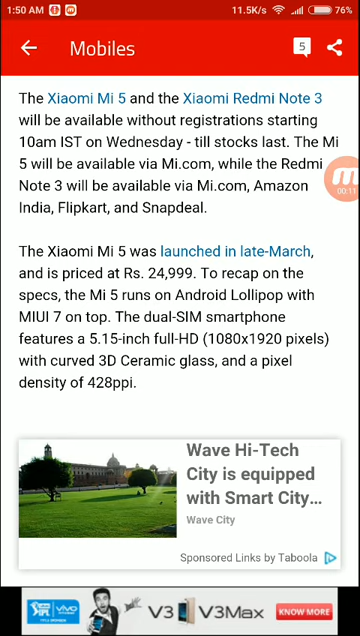 1:50 AM 11.5K/s 76%
Mobiles 5
The Xiaomi Mi 5 and the Xiaomi Redmi Note 3
will be available without registrations starting
10am IST on Wednesday - till stocks last. The Mi
5 will be available via Mi.com, while the Redmi
Note 3 will be available via Mi.com, Amazon
India, Flipkart, and Snapdeal.
00:11
The Xiaomi Mi 5 was launched in late-March,
and is priced at Rs. 24,999. To recap on the
specs, the Mi 5 runs on Android Lollipop with
MIUI 7 on top. The dual-SIM smartphone
features a 5.15-inch full-HD (1080x1920 pixels)
with curved 3D Ceramic glass, and a pixel
density of 428ppi.
Wave Hi-Tech
City is equipped
with Smart City...
Wave City
Sponsored Links by Taboola
vivo V3 V3Max KNOW MORE